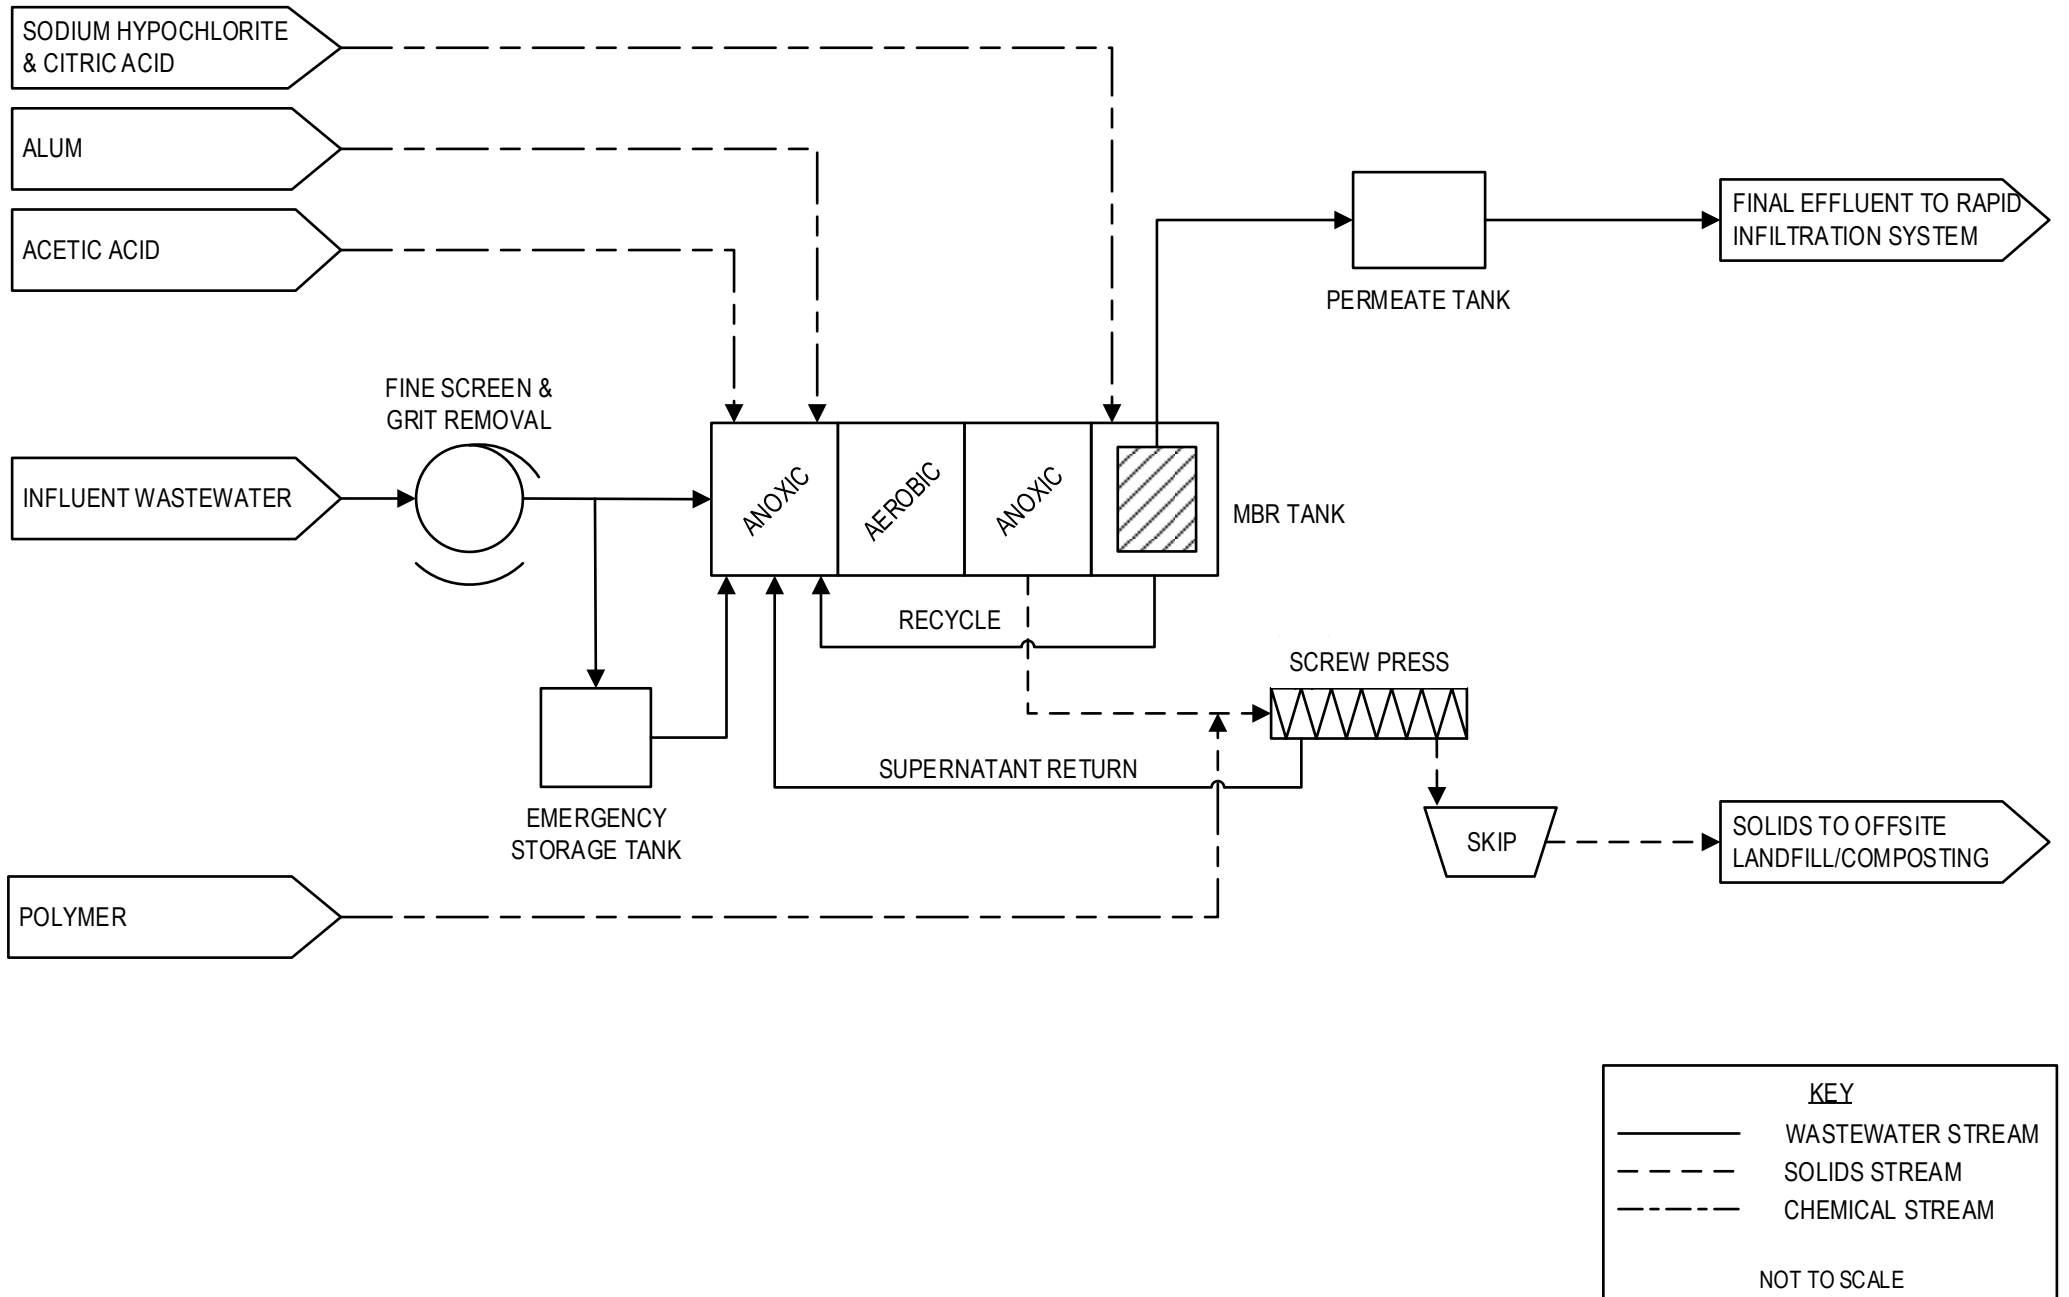 SODIUM HYPOCHLORITE
& CITRIC ACID
ALUM
ACETIC ACID
FINAL EFFLUENT TO RAPID
INFILTRATION SYSTEM
PERMEATE TANK
FINE SCREEN &
GRIT REMOVAL
INFLUENT WASTEWATER
ANOXIC
AEROBIC
ANOXIC
MBR TANK
RECYCLE
SCREW PRESS
SUPERNATANT RETURN
EMERGENCY
STORAGE TANK
SKIP
SOLIDS TO OFFSITE
LANDFILL/COMPOSTING
POLYMER
KEY
WASTEWATER STREAM
SOLIDS STREAM
CHEMICAL STREAM
NOT TO SCALE